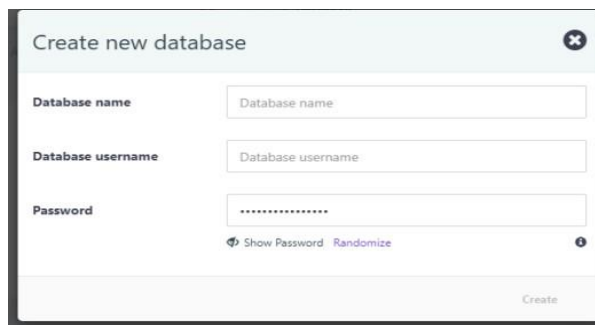 Create new database
Database name Database name
Database username Database username
Password ••••••••••••••••
Show Password Randomize
Create